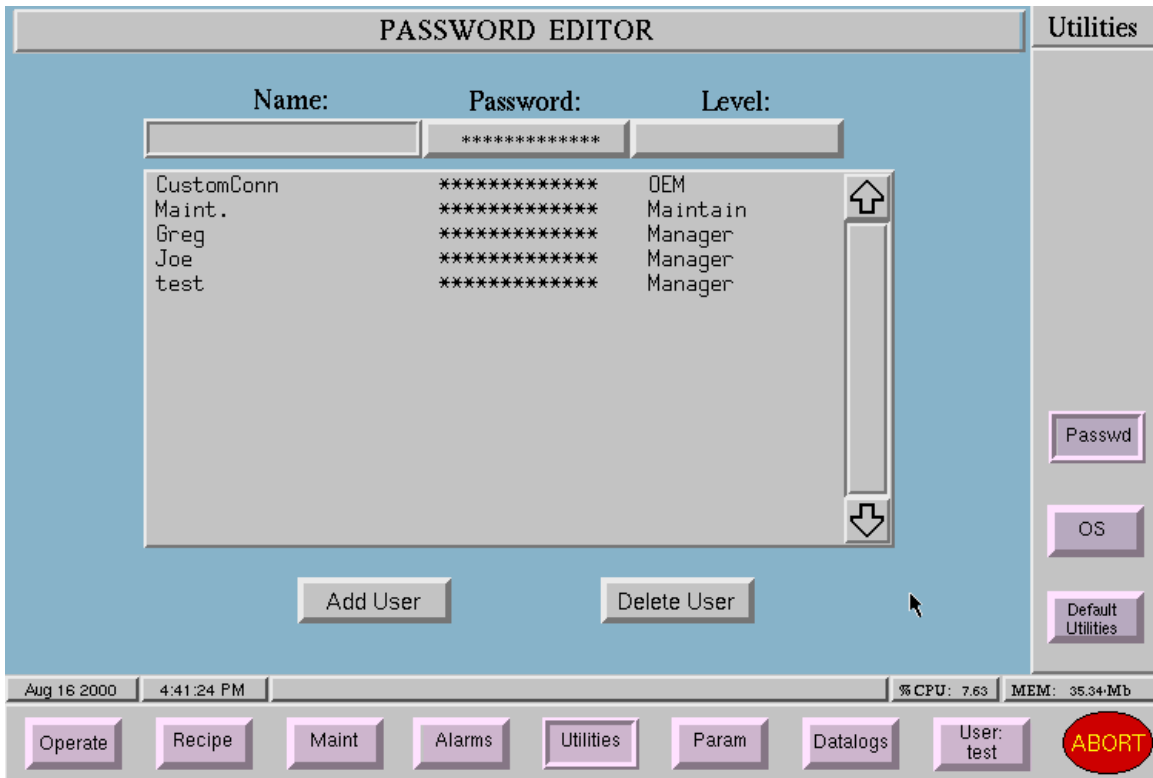 PASSWORD EDITOR
Utilities
Name: Password: Level:
*************
CustomConn ************* OEM
Maint. ************* Maintain
Greg ************* Manager
Joe ************* Manager
test ************* Manager
Passwd
OS
Add User Delete User
Default
Utilities
Aug 16 2000 4:41:24 PM %CPU: 7.63 MEM: 35.34 Mb
Operate Recipe Maint Alarms Utilities Param Datalogs User:
test
ABORT